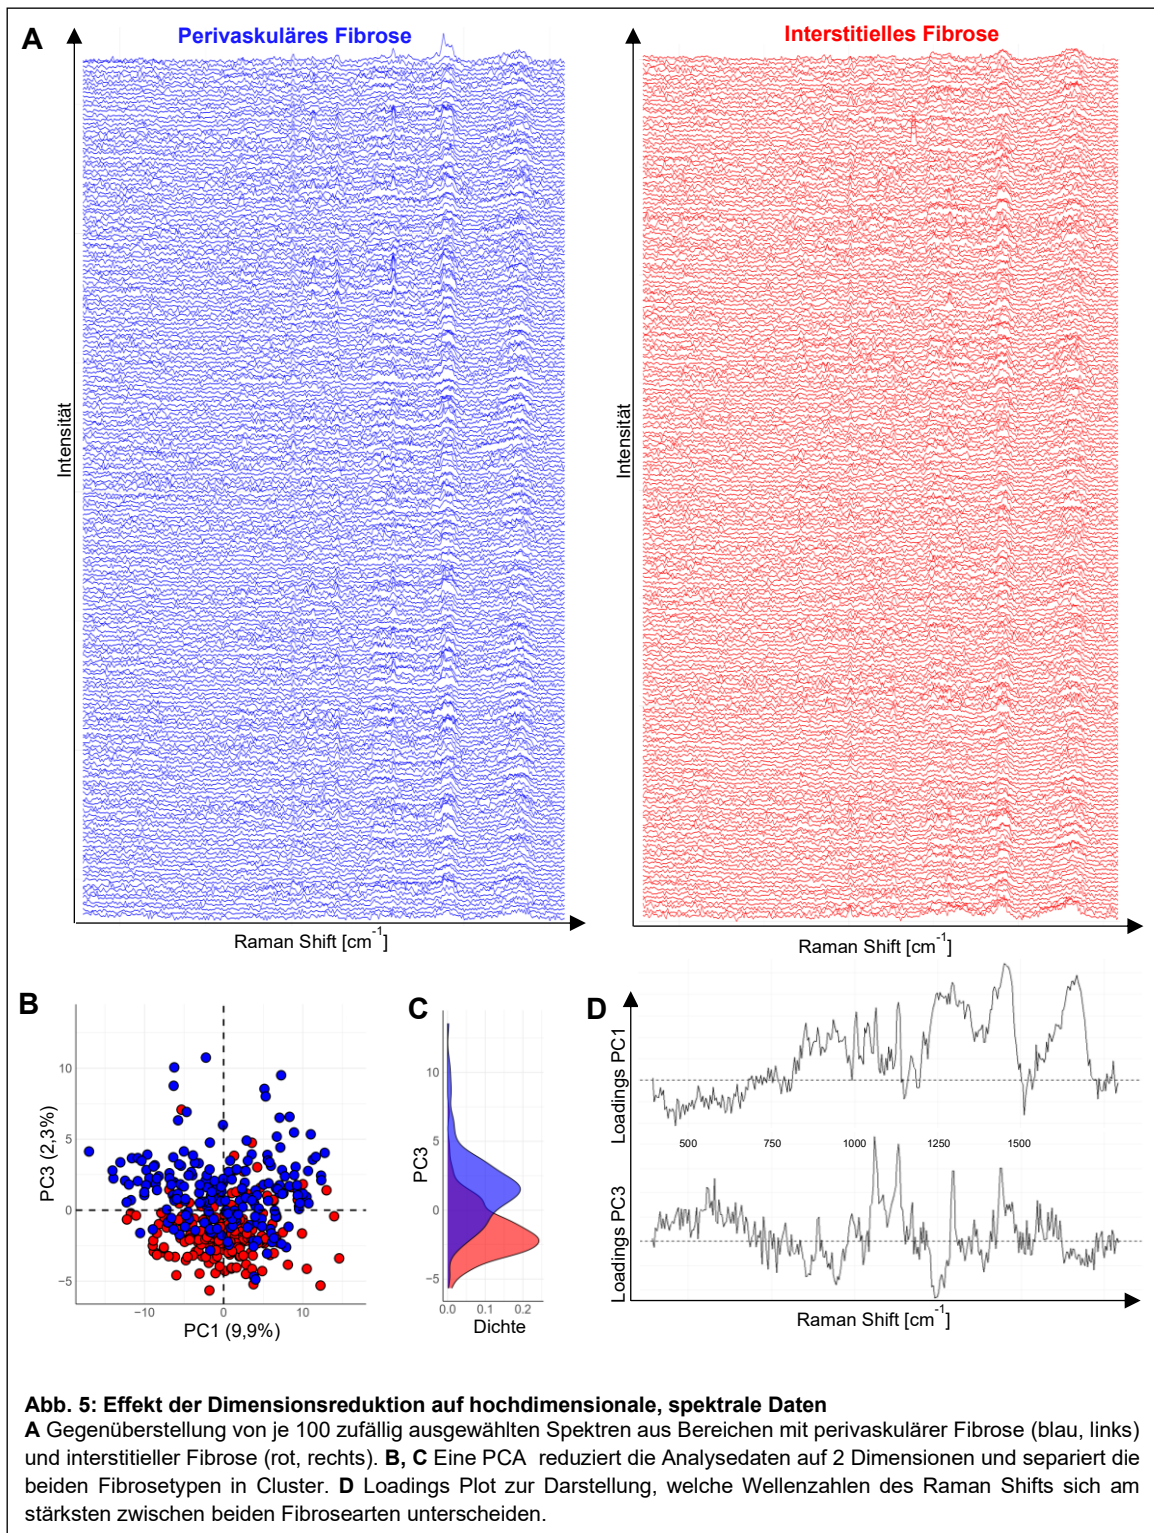 A
Perivaskuläres Fibrose
Interstitielles Fibrose
Intensität
Intensität
Raman Shift [cm⁻¹]
Raman Shift [cm⁻¹]
B
PC3 (2,3%)
10
5
0
−5
−10
0
10
PC1 (9,9%)
C
PC3
10
5
0
−5
0.0
0.1
0.2
Dichte
D
Loadings PC1
500
750
1000
1250
1500
Loadings PC3
Raman Shift [cm⁻¹]
Abb. 5: Effekt der Dimensionsreduktion auf hochdimensionale, spektrale Daten
A Gegenüberstellung von je 100 zufällig ausgewählten Spektren aus Bereichen mit perivaskulärer Fibrose (blau, links)
und interstitieller Fibrose (rot, rechts). B, C Eine PCA reduziert die Analysedaten auf 2 Dimensionen und separiert die
beiden Fibrosetypen in Cluster. D Loadings Plot zur Darstellung, welche Wellenzahlen des Raman Shifts sich am
stärksten zwischen beiden Fibrosearten unterscheiden.